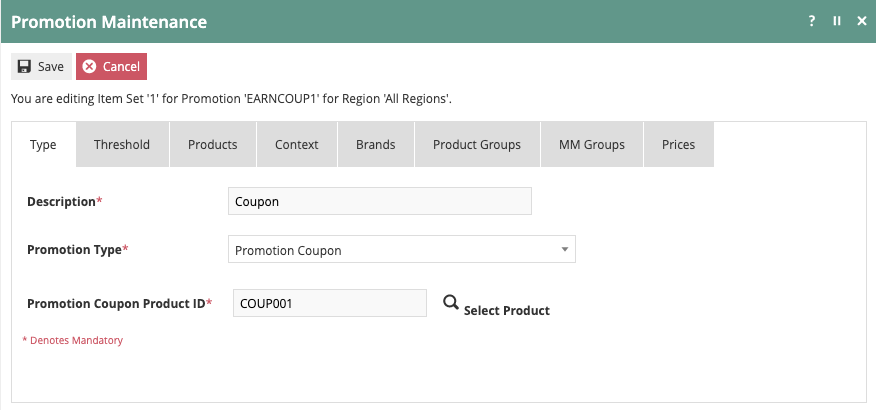 Promotion Maintenance ?
Save Cancel
You are editing Item Set '1' for Promotion 'EARNCOUP1' for Region 'All Regions'.
Type Threshold Products Context Brands Product Groups MM Groups Prices
Description* Coupon
Promotion Type* Promotion Coupon
Promotion Coupon Product ID* COUP001 Select Product
* Denotes Mandatory